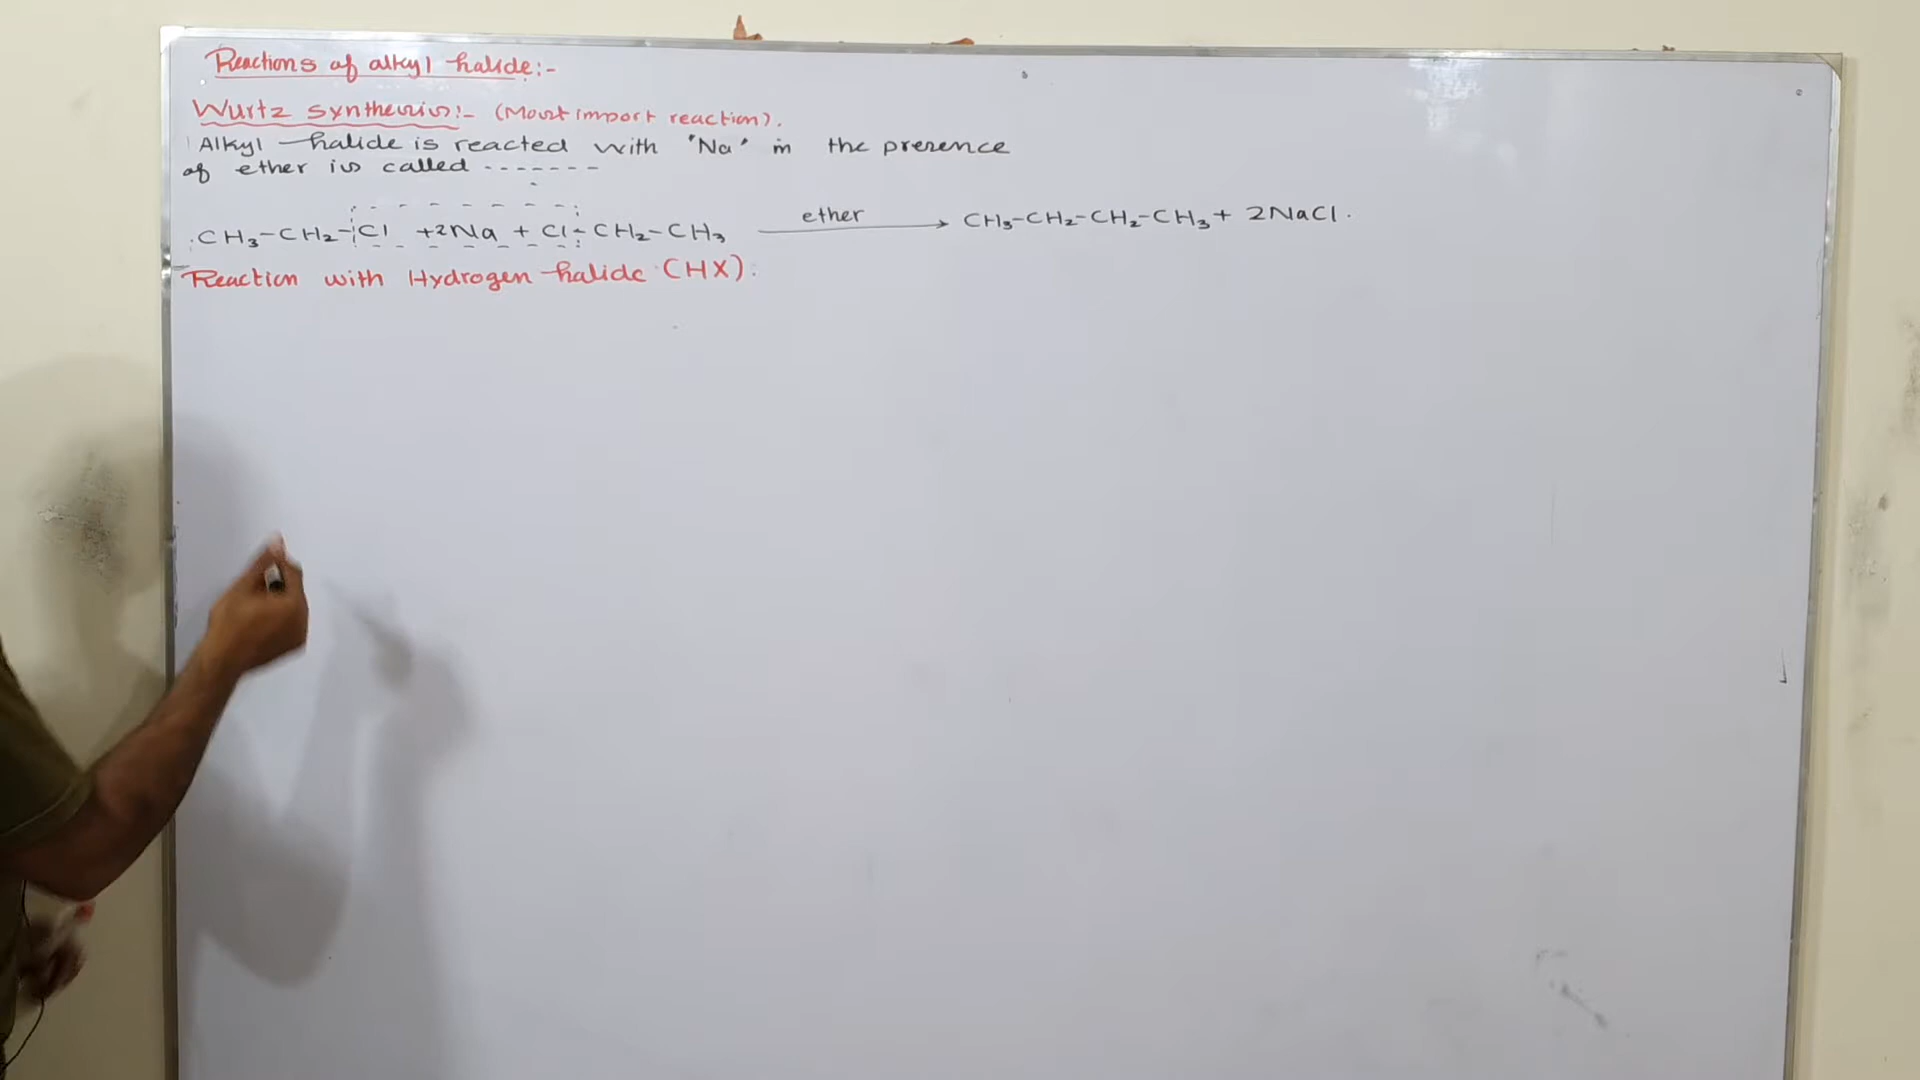 Reactions of alkyl halide:-
Wurtz synthesis:- (Most import reaction).
Alkyl halide is reacted with 'Na' in the presence
of ether is called -------
CH₃-CH₂-Cl +2Na + Cl-CH₂-CH₃ ether → CH₃-CH₂-CH₂-CH₃ + 2NaCl.
Reaction with Hydrogen halide (HX):